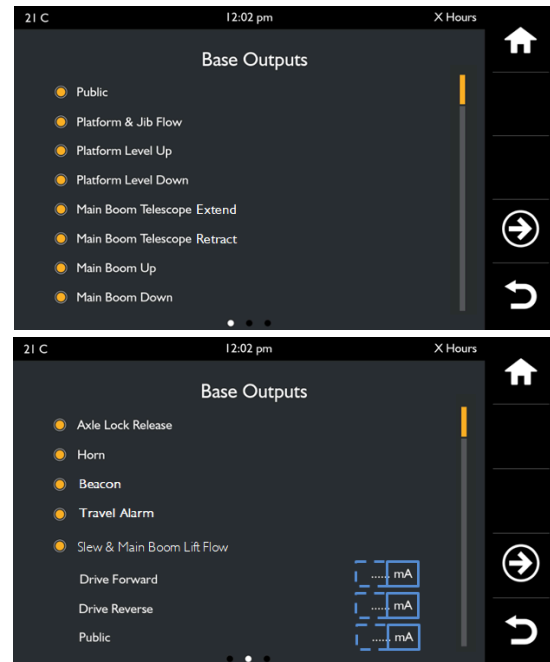 21 C 12:02 pm X Hours
Base Outputs
Public
Platform & Jib Flow
Platform Level Up
Platform Level Down
Main Boom Telescope Extend
Main Boom Telescope Retract
Main Boom Up
Main Boom Down
21 C 12:02 pm X Hours
Base Outputs
Axle Lock Release
Horn
Beacon
Travel Alarm
Slew & Main Boom Lift Flow
Drive Forward ...... mA
Drive Reverse ...... mA
Public ...... mA